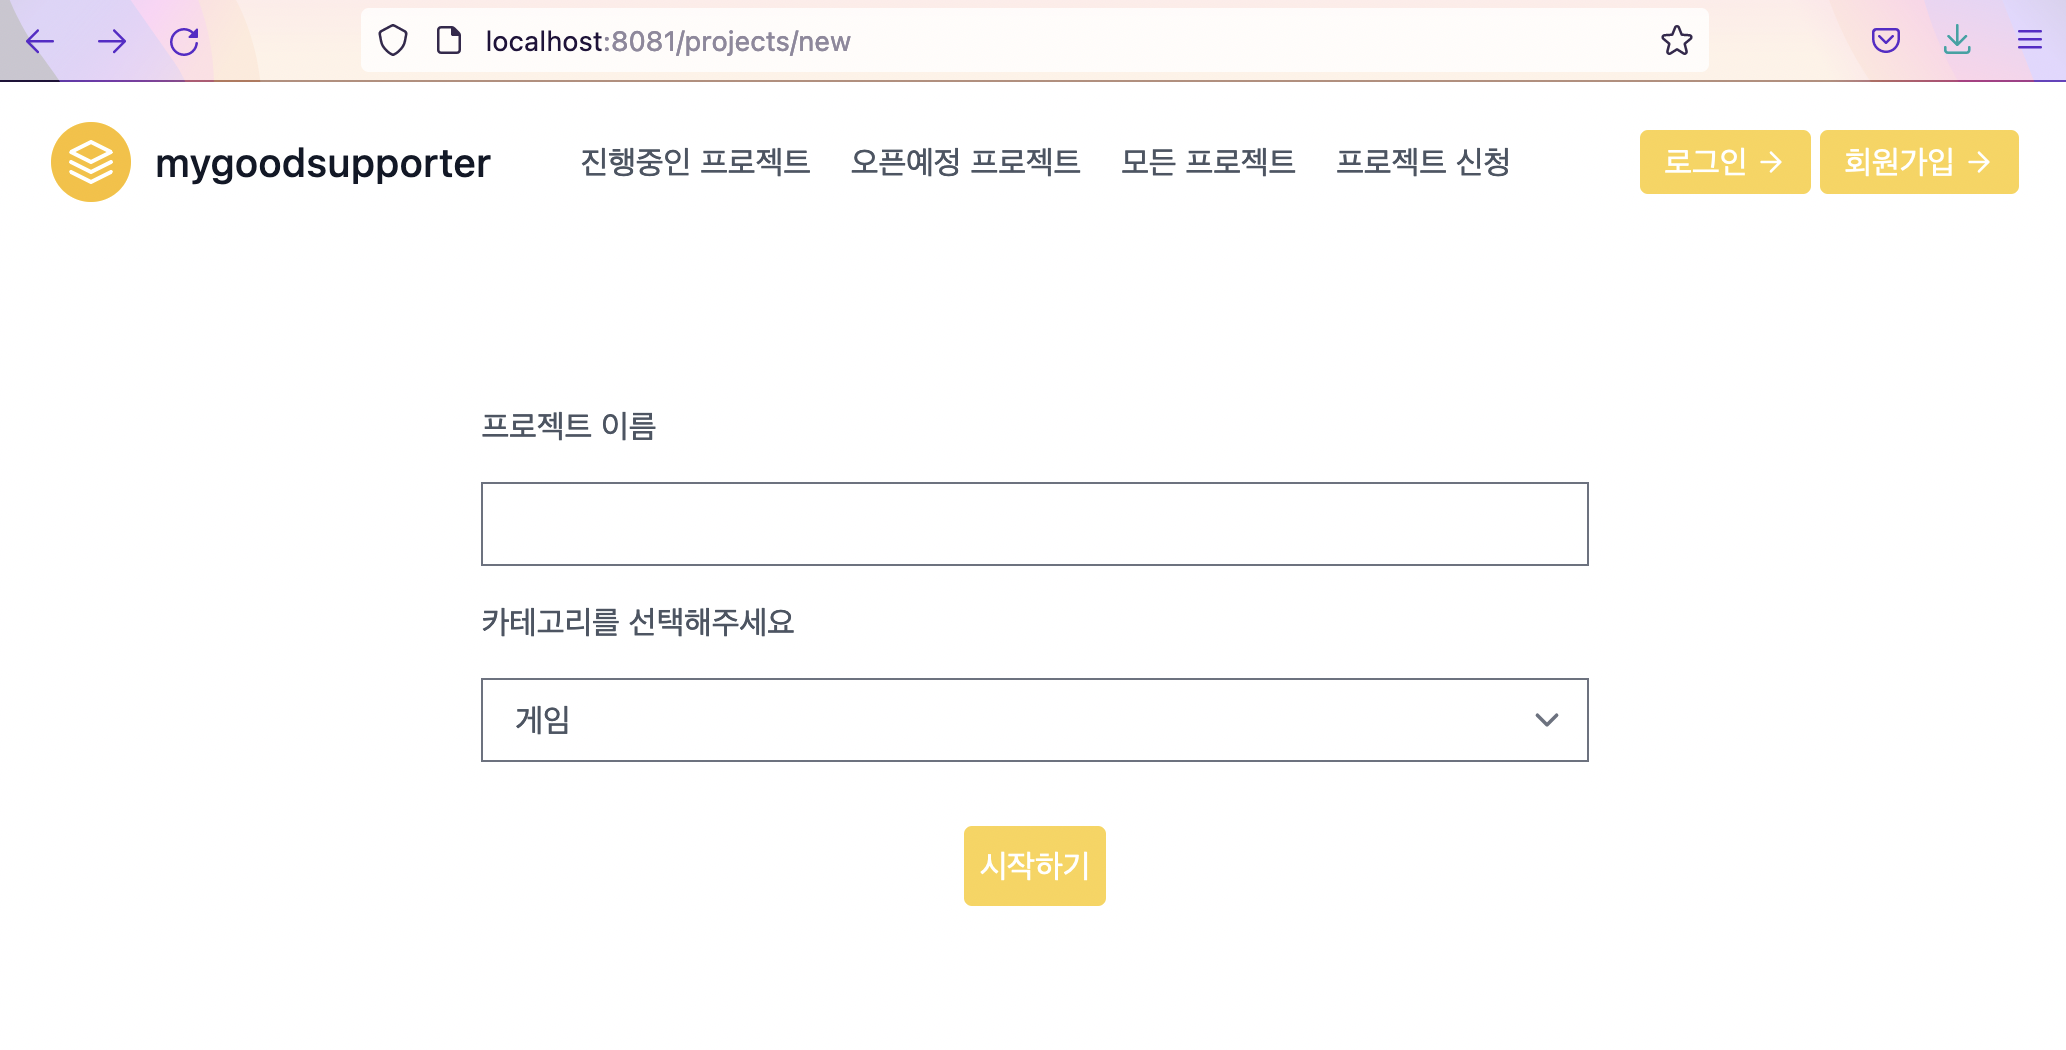 localhost:8081/projects/new
mygoodsupporter 진행중인 프로젝트 오픈예정 프로젝트 모든 프로젝트 프로젝트 신청 로그인 → 회원가입 →
프로젝트 이름
카테고리를 선택해주세요
게임
시작하기